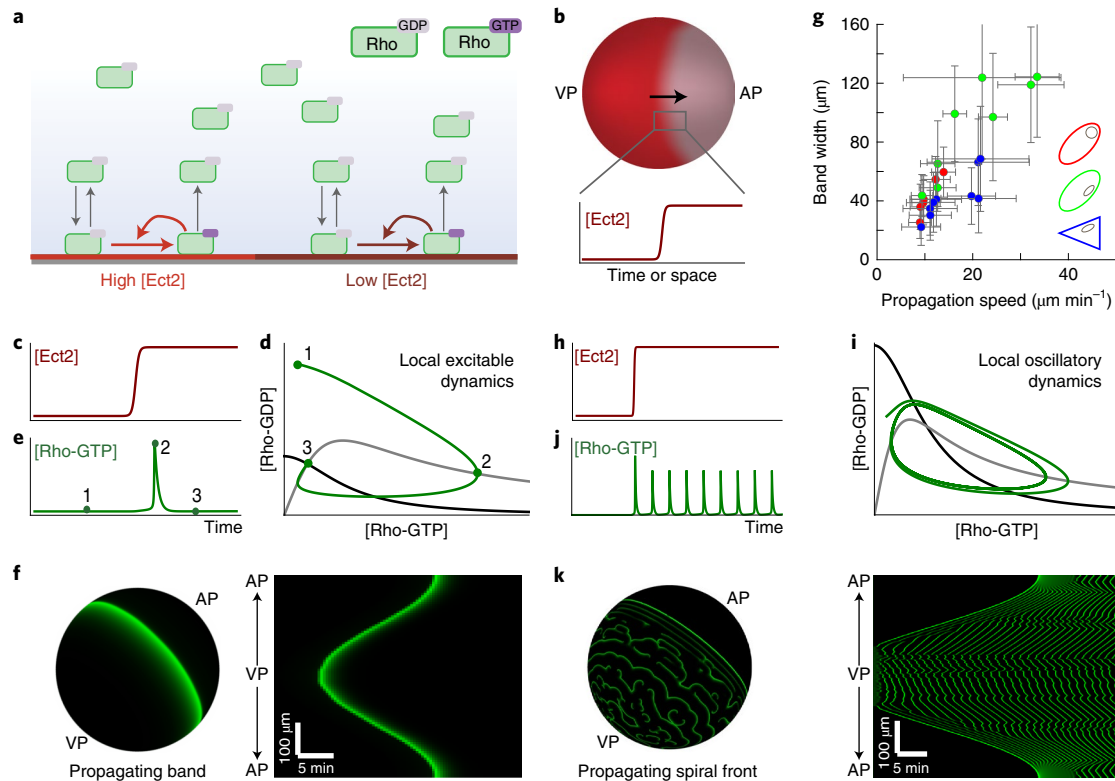 a
GDP
Rho
GTP
Rho
High [Ect2]
Low [Ect2]
b
VP
AP
[Ect2]
Time or space
g
160
120
80
40
0
Band width (μm)
0
20
40
Propagation speed (μm min⁻¹)
c
[Ect2]
d
1
Local excitable
dynamics
3
2
[Rho-GDP]
[Rho-GTP]
e
[Rho-GTP]
1
2
3
Time
h
[Ect2]
i
Local oscillatory
dynamics
[Rho-GDP]
[Rho-GTP]
j
[Rho-GTP]
Time
f
AP
VP
Propagating band
AP
VP
AP
100 μm
5 min
k
AP
VP
Propagating spiral front
AP
VP
AP
100 μm
5 min